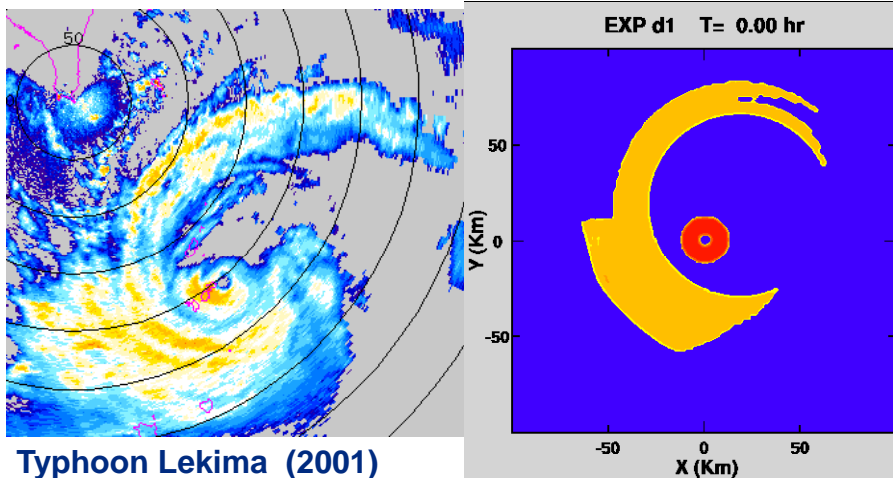 50
Typhoon Lekima (2001)
EXP d1 T= 0.00 hr
50
0
-50
Y (Km)
-50 0 50
X (Km)